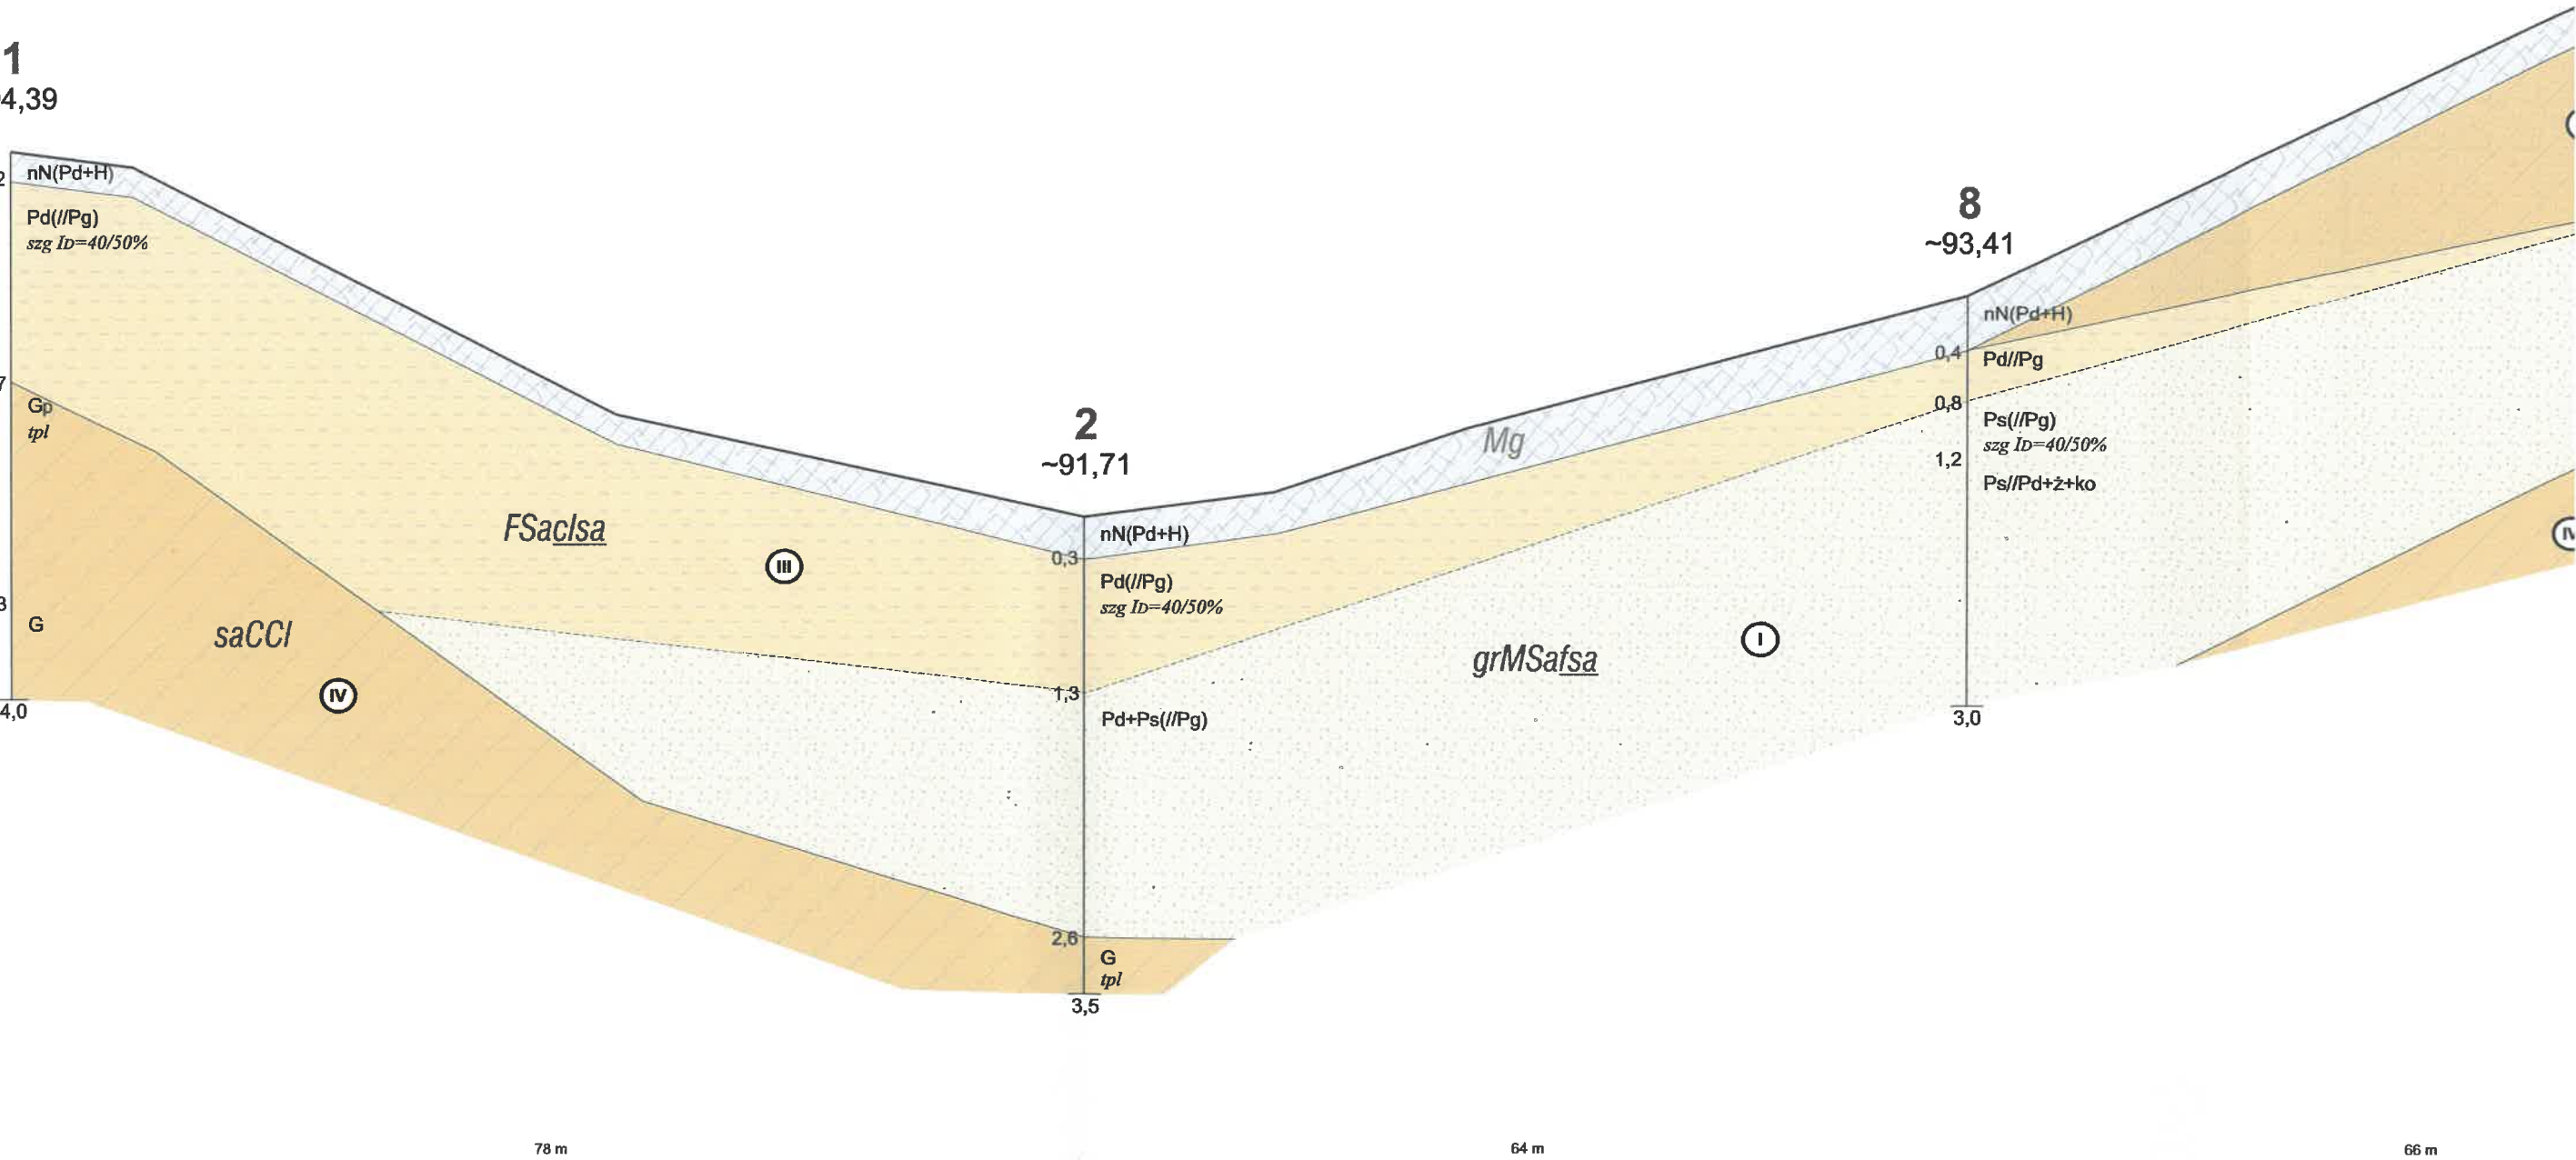 1
4,39
2
nN(Pd+H)
Pd(//Pg)
szg ID=40/50%
7
Gp
tpl
3
G
4,0
saCCl
IV
FSaclsa
III
2
~91,71
nN(Pd+H)
0,3
Pd(//Pg)
szg ID=40/50%
1,3
Pd+Ps(//Pg)
2,6
G
tpl
3,5
Mg
grMSafsa
I
8
~93,41
nN(Pd+H)
0,4
Pd//Pg
0,8
Ps(//Pg)
szg ID=40/50%
1,2
Ps//Pd+ż+ko
3,0
78 m
64 m
66 m